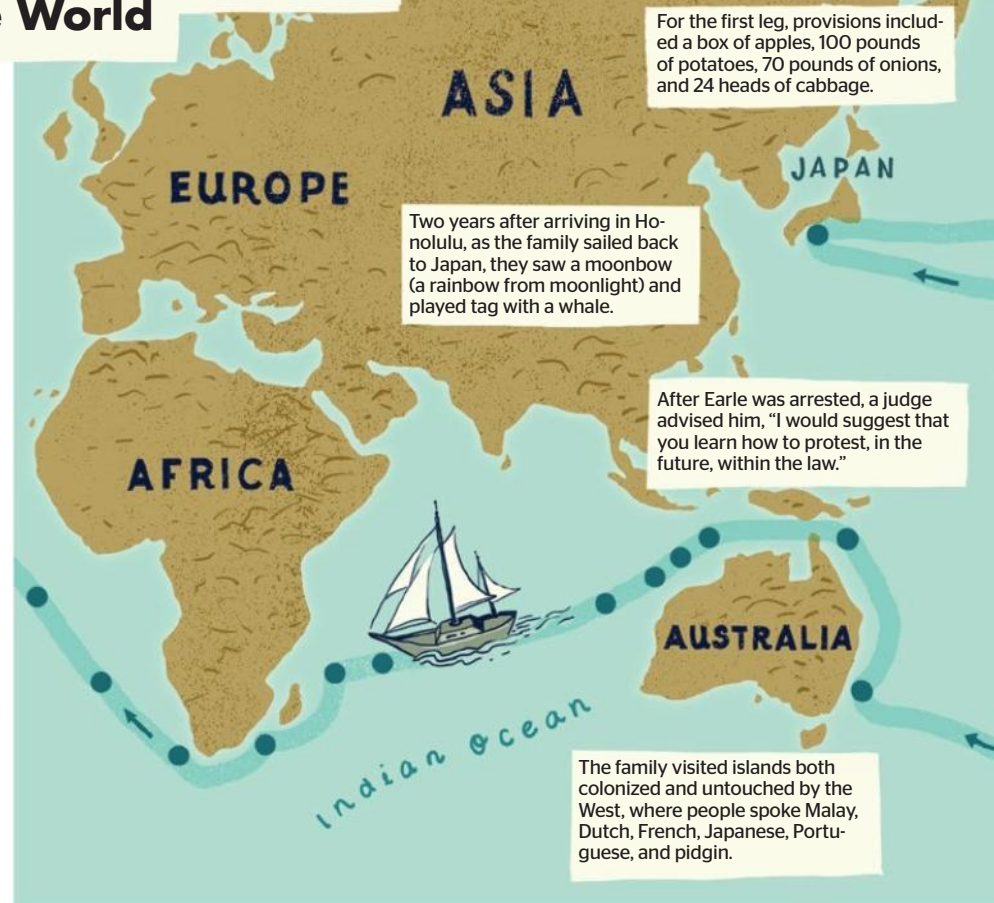 World
For the first leg, provisions includ-
ed a box of apples, 100 pounds
of potatoes, 70 pounds of onions,
and 24 heads of cabbage.
ASIA
JAPAN
EUROPE
Two years after arriving in Ho-
nolulu, as the family sailed back
to Japan, they saw a moonbow
(a rainbow from moonlight) and
played tag with a whale.
After Earle was arrested, a judge
advised him, “I would suggest that
you learn how to protest, in the
future, within the law.”
AFRICA
AUSTRALIA
Indian Ocean
The family visited islands both
colonized and untouched by the
West, where people spoke Malay,
Dutch, French, Japanese, Portu-
guese, and pidgin.